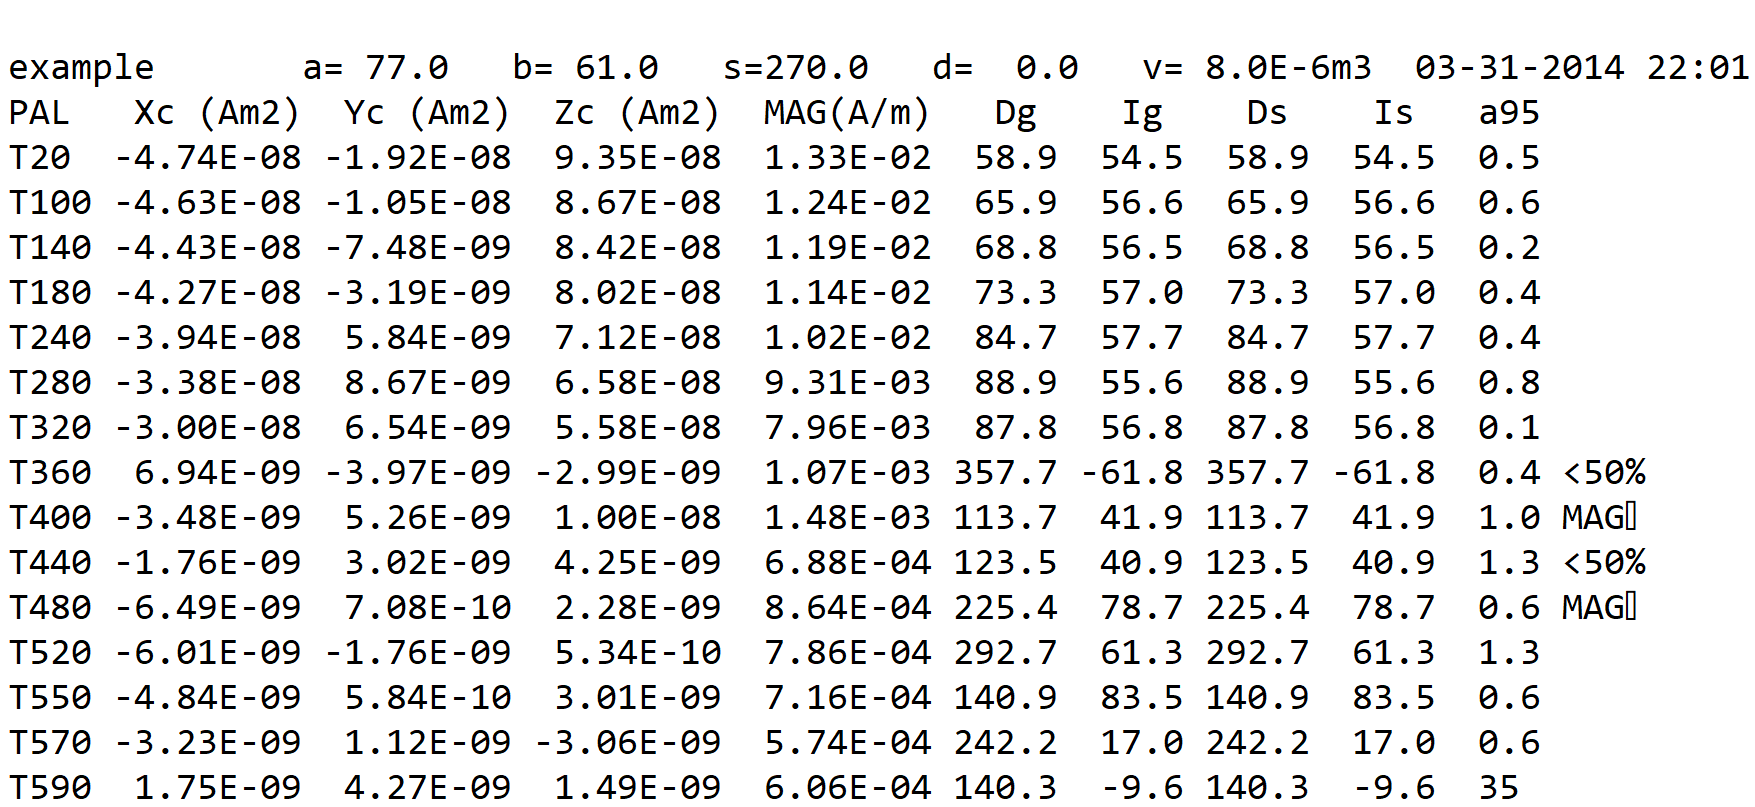 example       a= 77.0   b= 61.0   s=270.0   d=  0.0   v= 8.0E-6m3  03-31-2014 22:01
PAL   Xc (Am2)  Yc (Am2)  Zc (Am2)  MAG(A/m)   Dg    Ig    Ds    Is   a95
T20  -4.74E-08 -1.92E-08  9.35E-08  1.33E-02  58.9  54.5  58.9  54.5  0.5
T100 -4.63E-08 -1.05E-08  8.67E-08  1.24E-02  65.9  56.6  65.9  56.6  0.6
T140 -4.43E-08 -7.48E-09  8.42E-08  1.19E-02  68.8  56.5  68.8  56.5  0.2
T180 -4.27E-08 -3.19E-09  8.02E-08  1.14E-02  73.3  57.0  73.3  57.0  0.4
T240 -3.94E-08  5.84E-09  7.12E-08  1.02E-02  84.7  57.7  84.7  57.7  0.4
T280 -3.38E-08  8.67E-09  6.58E-08  9.31E-03  88.9  55.6  88.9  55.6  0.8
T320 -3.00E-08  6.54E-09  5.58E-08  7.96E-03  87.8  56.8  87.8  56.8  0.1
T360  6.94E-09 -3.97E-09 -2.99E-09  1.07E-03 357.7 -61.8 357.7 -61.8  0.4 <50%
T400 -3.48E-09  5.26E-09  1.00E-08  1.48E-03 113.7  41.9 113.7  41.9  1.0 MAG▯
T440 -1.76E-09  3.02E-09  4.25E-09  6.88E-04 123.5  40.9 123.5  40.9  1.3 <50%
T480 -6.49E-09  7.08E-10  2.28E-09  8.64E-04 225.4  78.7 225.4  78.7  0.6 MAG▯
T520 -6.01E-09 -1.76E-09  5.34E-10  7.86E-04 292.7  61.3 292.7  61.3  1.3
T550 -4.84E-09  5.84E-10  3.01E-09  7.16E-04 140.9  83.5 140.9  83.5  0.6
T570 -3.23E-09  1.12E-09 -3.06E-09  5.74E-04 242.2  17.0 242.2  17.0  0.6
T590  1.75E-09  4.27E-09  1.49E-09  6.06E-04 140.3  -9.6 140.3  -9.6  35